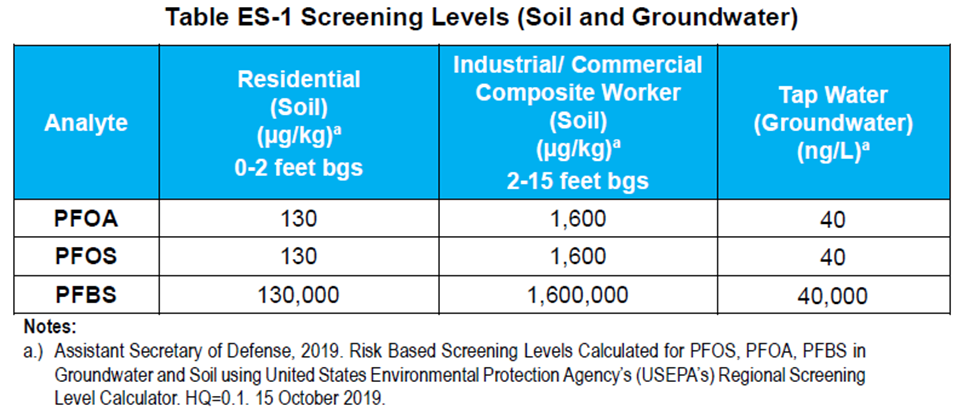 Table ES-1 Screening Levels (Soil and Groundwater)
Analyte
Residential
(Soil)
(µg/kg)ᵃ
0-2 feet bgs
Industrial/ Commercial
Composite Worker
(Soil)
(µg/kg)ᵃ
2-15 feet bgs
Tap Water
(Groundwater)
(ng/L)ᵃ
PFOA 130 1,600 40
PFOS 130 1,600 40
PFBS 130,000 1,600,000 40,000
Notes:
a.) Assistant Secretary of Defense, 2019. Risk Based Screening Levels Calculated for PFOS, PFOA, PFBS in
Groundwater and Soil using United States Environmental Protection Agency’s (USEPA’s) Regional Screening
Level Calculator. HQ=0.1. 15 October 2019.